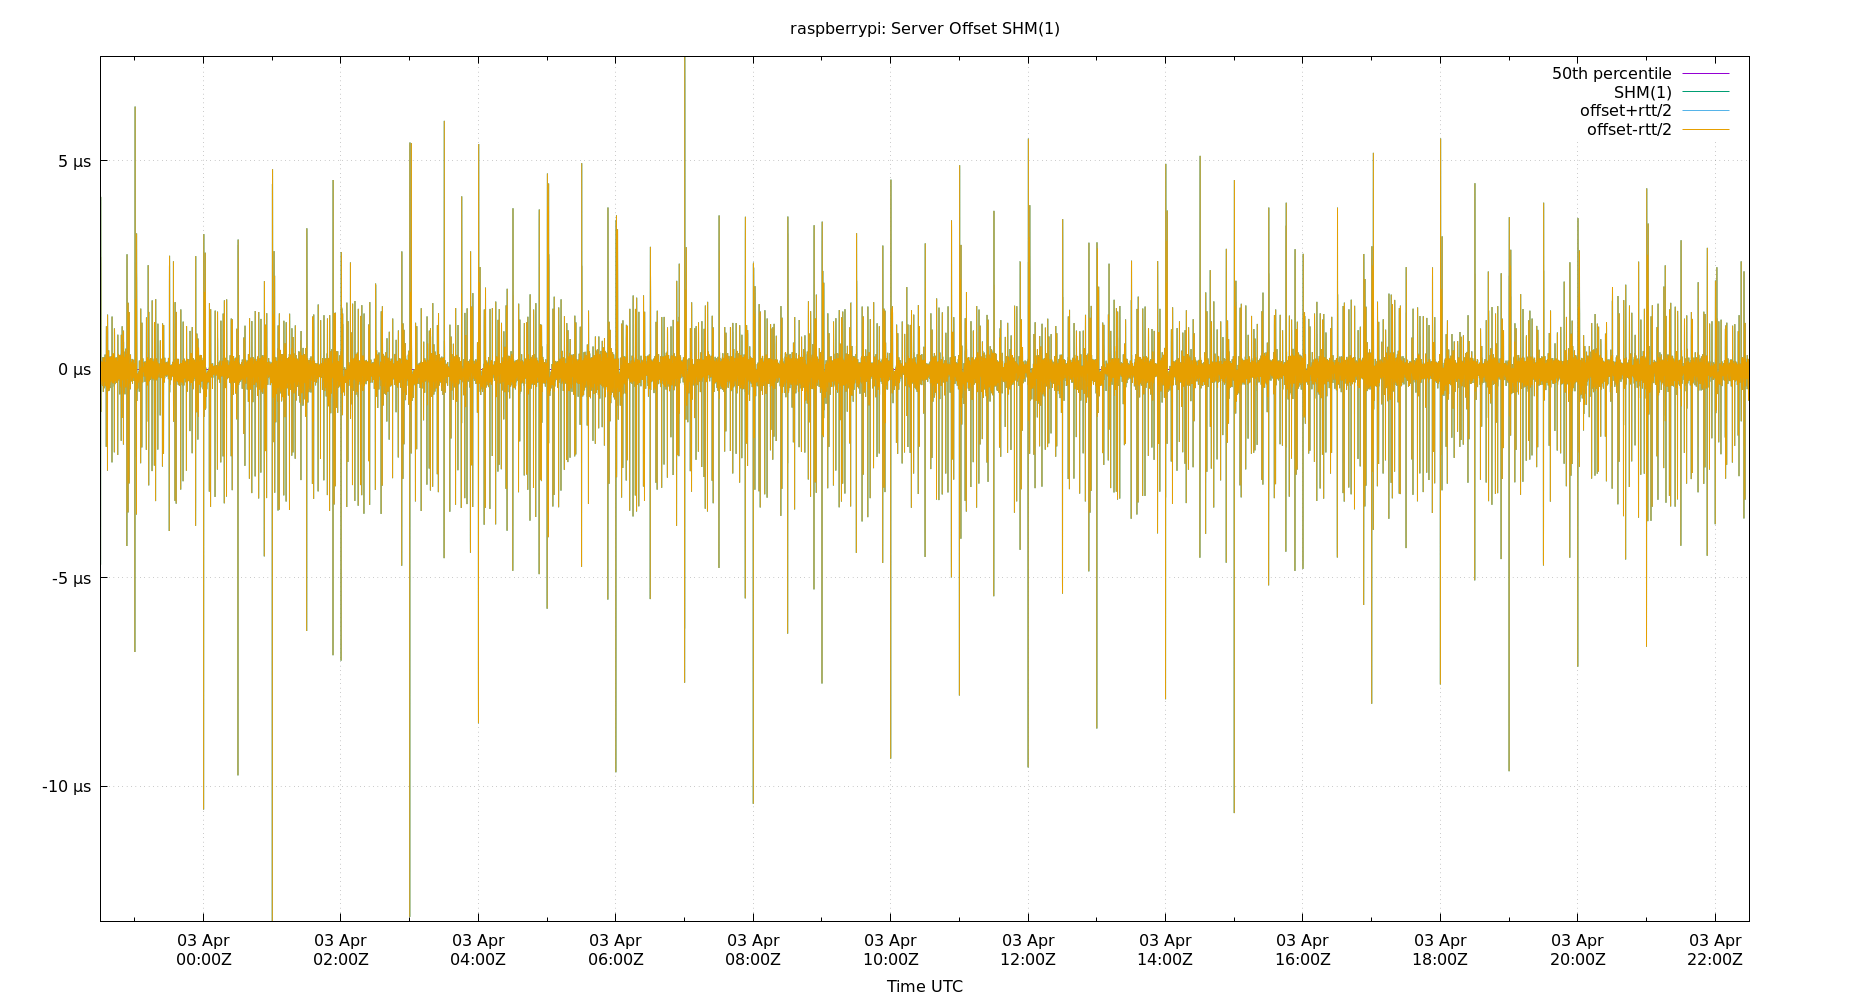 raspberrypi: Server Offset SHM(1)
50th percentile
SHM(1)
offset+rtt/2
offset-rtt/2
5 µs
0 µs
-5 µs
-10 µs
03 Apr 03 Apr 03 Apr 03 Apr 03 Apr 03 Apr 03 Apr 03 Apr 03 Apr 03 Apr 03 Apr 03 Apr
00:00Z 02:00Z 04:00Z 06:00Z 08:00Z 10:00Z 12:00Z 14:00Z 16:00Z 18:00Z 20:00Z 22:00Z
Time UTC